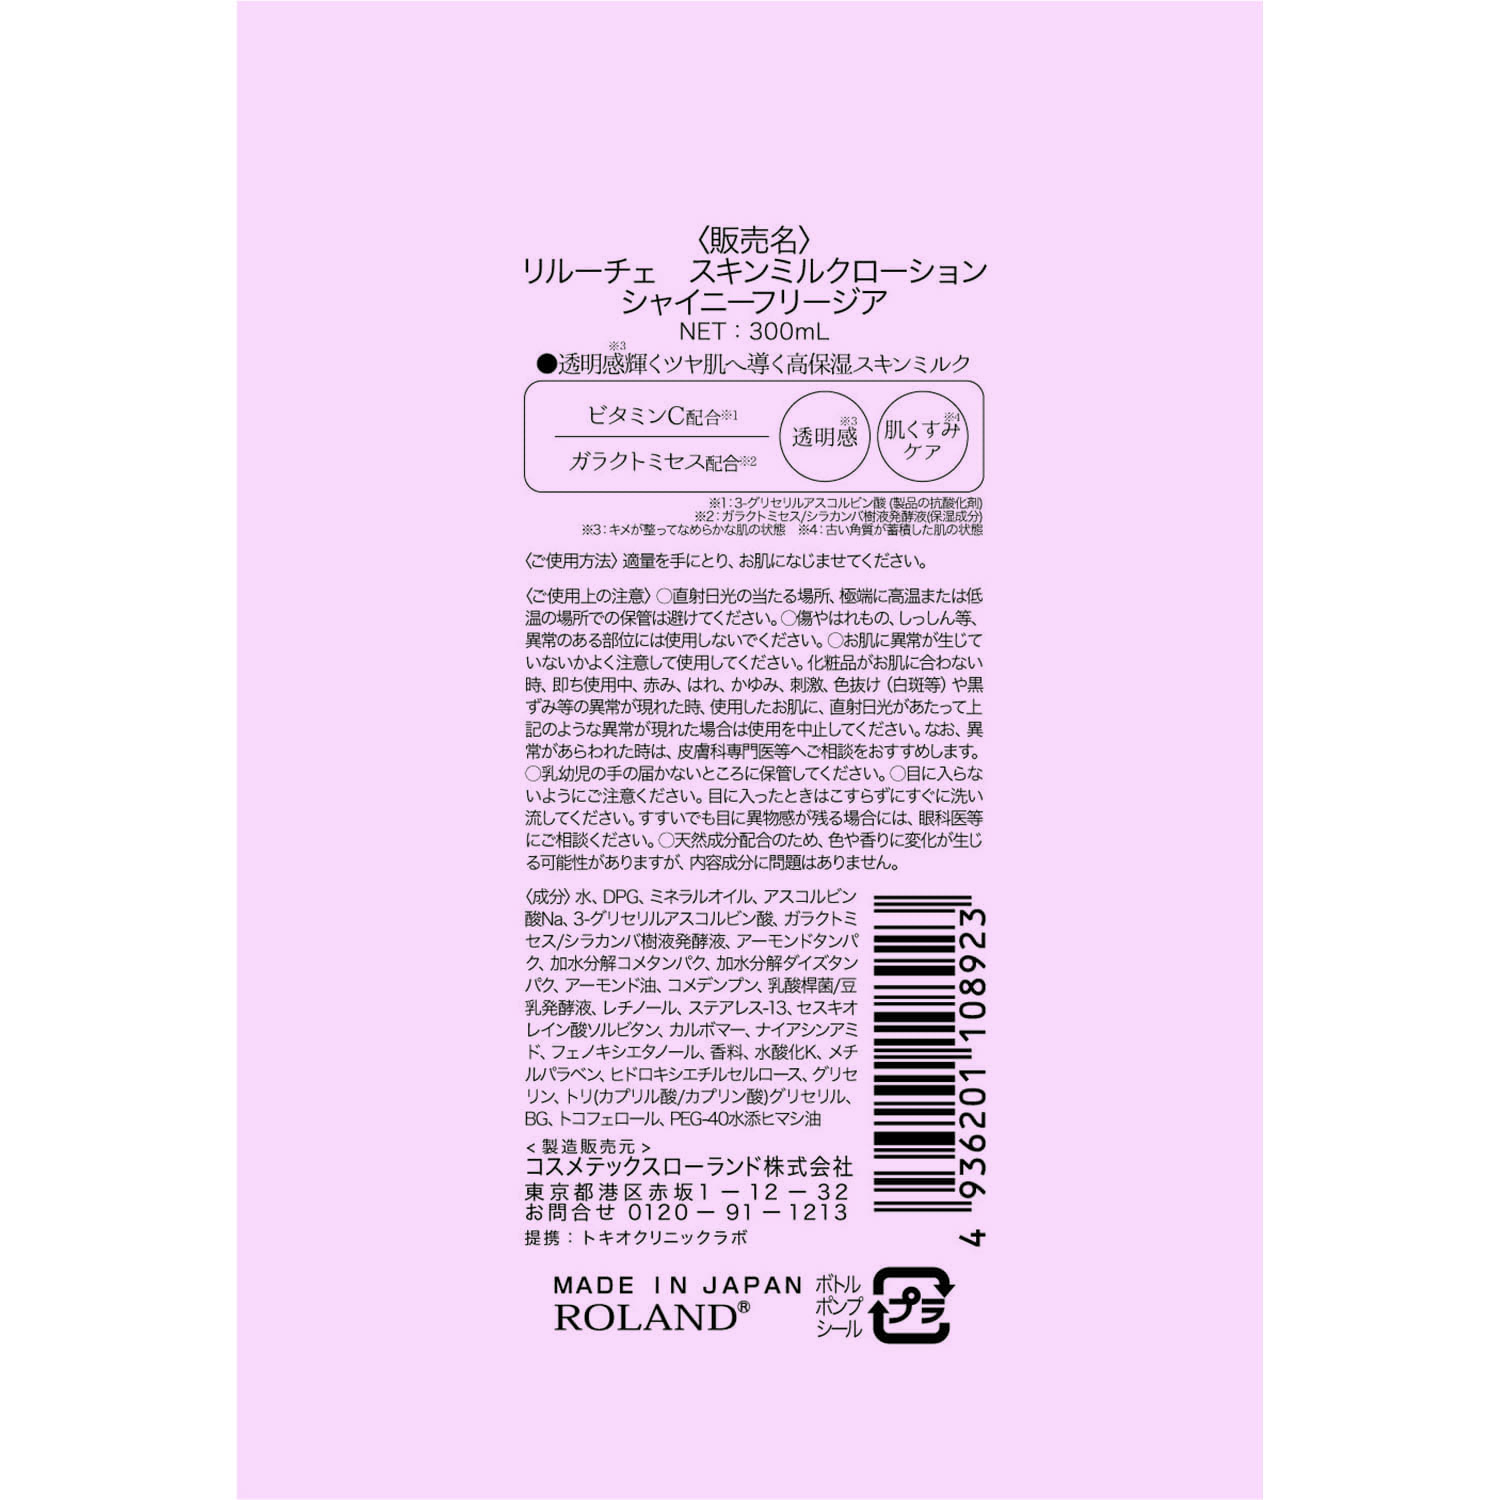 〈販売名〉
リルーチェ　スキンミルクローション
シャイニーフリージア
NET：300mL
●透明感※3輝くツヤ肌へ導く高保湿スキンミルク
ビタミンC配合※1
ガラクトミセス配合※2
透明感※3
肌くすみ※4
ケア
※1：3-グリセリルアスコルビン酸 (製品の抗酸化剤)
※2：ガラクトミセス/シラカンバ樹液発酵液(保湿成分)
※3：キメが整ってなめらかな肌の状態　※4：古い角質が蓄積した肌の状態
〈ご使用方法〉適量を手にとり、お肌になじませてください。
〈ご使用上の注意〉○直射日光の当たる場所、極端に高温または低
温の場所での保管は避けてください。○傷やはれもの、しっしん等、
異常のある部位には使用しないでください。○お肌に異常が生じて
いないかよく注意して使用してください。化粧品がお肌に合わない
時、即ち使用中、赤み、はれ、かゆみ、刺激、色抜け（白斑等）や黒
ずみ等の異常が現れた時、使用したお肌に、直射日光があたって上
記のような異常が現れた場合は使用を中止してください。なお、異
常があらわれた時は、皮膚科専門医等へご相談をおすすめします。
○乳幼児の手の届かないところに保管してください。○目に入らな
いようにご注意ください。目に入ったときはこすらずにすぐに洗い
流してください。すすいでも目に異物感が残る場合には、眼科医等
にご相談ください。○天然成分配合のため、色や香りに変化が生じ
る可能性がありますが、内容成分に問題はありません。
〈成分〉水、DPG、ミネラルオイル、アスコルビン
酸Na、3-グリセリルアスコルビン酸、ガラクトミ
セス/シラカンバ樹液発酵液、アーモンドタンパ
ク、加水分解コメタンパク、加水分解ダイズタン
パク、アーモンド油、コメデンプン、乳酸桿菌/豆
乳発酵液、レチノール、ステアレス-13、セスキオ
レイン酸ソルビタン、カルボマー、ナイアシンアミ
ド、フェノキシエタノール、香料、水酸化K、メチ
ルパラベン、ヒドロキシエチルセルロース、グリセ
リン、トリ(カプリル酸/カプリン酸)グリセリル、
BG、トコフェロール、PEG-40水添ヒマシ油
<製造販売元>
コスメテックスローランド株式会社
東京都港区赤坂1－12－32
お問合せ 0120－91－1213
提携：トキオクリニックラボ
4 936201 108923
MADE IN JAPAN
ROLAND®
ボトル
ポンプ
シール
プラ